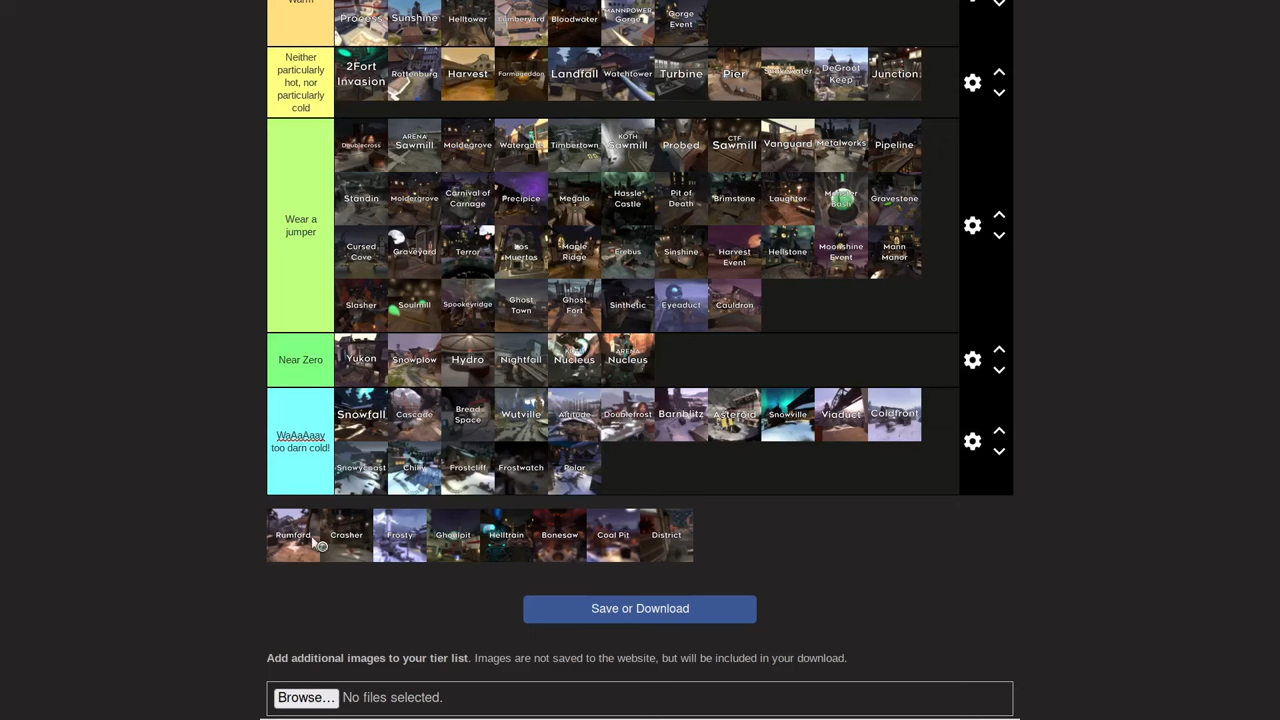 Warm
Process
Sunshine
Helltower
Lumberyard
Bloodwater
MANNPOWER
Gorge
Gorge
Event
Neither
particularly
hot, nor
particularly
cold
2Fort
Invasion
Rottenburg
Harvest
Farmageddon
Landfall
Watchtower
Turbine
Pier
Snakewater
DeGroot
Keep
Junction
Wear a
jumper
Doublecross
ARENA
Sawmill
Moldegrove
Watergate
Timbertown
KOTH
Sawmill
Probed
CTF
Sawmill
Vanguard
Metalworks
Pipeline
Standin
Moldergrove
Carnival of
Carnage
Precipice
Megalo
Hassle
Castle
Pit of
Death
Brimstone
Laughter
Monster
Bash
Gravestone
Cursed
Cove
Graveyard
Terror
Los
Muertos
Maple
Ridge
Erebus
Sinshine
Harvest
Event
Hellstone
Moonshine
Event
Mann
Manor
Slasher
Soulmill
Spookeyridge
Ghost
Town
Ghost
Fort
Sinthetic
Eyeaduct
Cauldron
Near Zero
Yukon
Snowplow
Hydro
Nightfall
KOTH
Nucleus
ARENA
Nucleus
WaAaAaay
too darn cold!
Snowfall
Cascade
Bread
Space
Wutville
Altitude
Doublefrost
Barnblitz
Asteroid
Snowville
Viaduct
Coldfront
Snowycoast
Chilly
Frostcliff
Frostwatch
Polar
Rumford
Crasher
Frosty
Ghoulpit
Helltrain
Bonesaw
Coal Pit
District
Save or Download
Add additional images to your tier list. Images are not saved to the website, but will be included in your download.
Browse... No files selected.